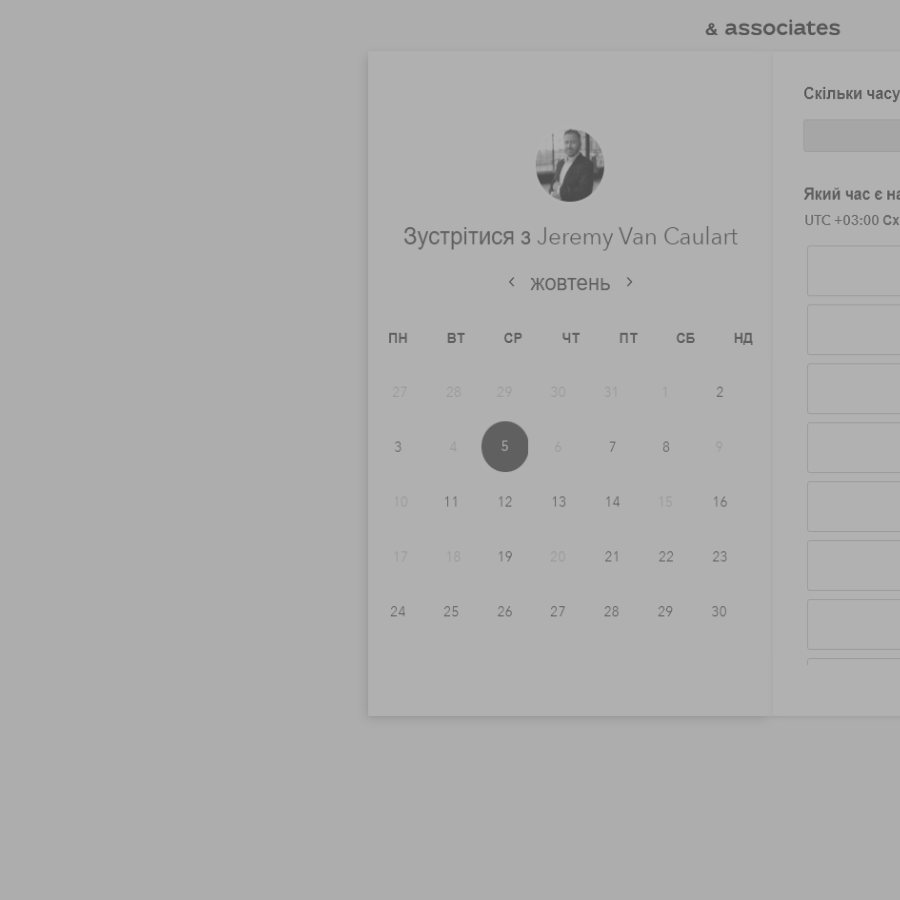 & associates
Скільки часу
Який час є на
UTC +03:00 Сх
Зустрітися з Jeremy Van Caulart
< жовтень >
ПН ВТ СР ЧТ ПТ СБ НД
27 28 29 30 31 1 2
3 4 5 6 7 8 9
10 11 12 13 14 15 16
17 18 19 20 21 22 23
24 25 26 27 28 29 30